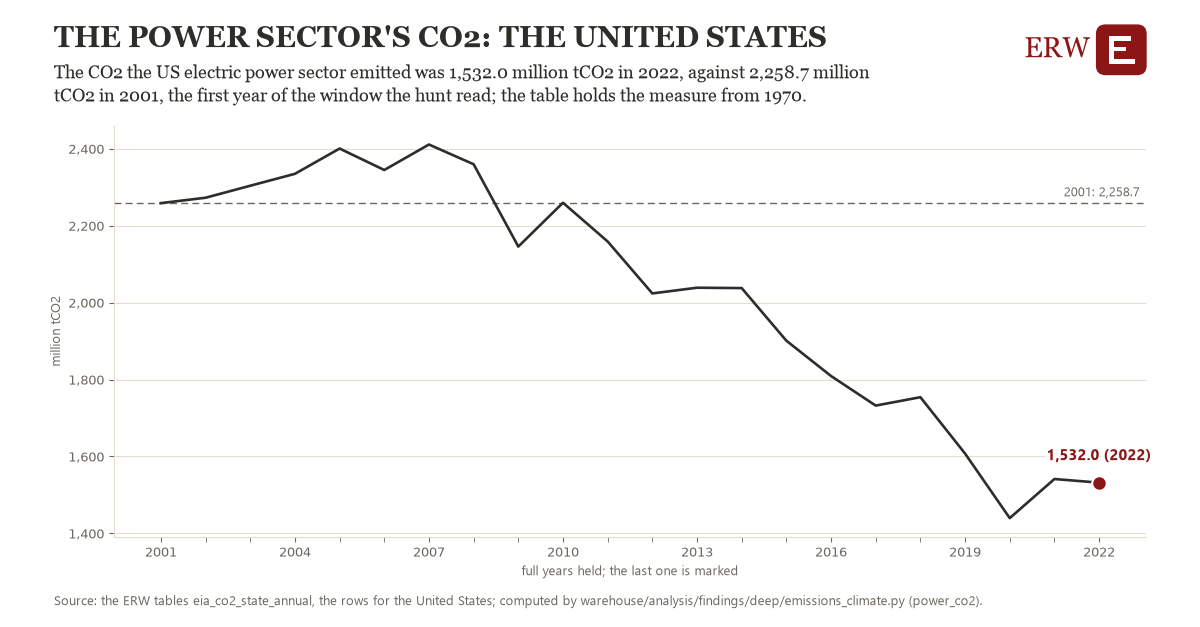 THE POWER SECTOR'S CO2: THE UNITED STATES
ERW E
The CO2 the US electric power sector emitted was 1,532.0 million tCO2 in 2022, against 2,258.7 million
tCO2 in 2001, the first year of the window the hunt read; the table holds the measure from 1970.
2,400
2,200
2,000
1,800
1,600
1,400
million tCO2
2001: 2,258.7
1,532.0 (2022)
2001 2004 2007 2010 2013 2016 2019 2022
full years held; the last one is marked
Source: the ERW tables eia_co2_state_annual, the rows for the United States; computed by warehouse/analysis/findings/deep/emissions_climate.py (power_co2).